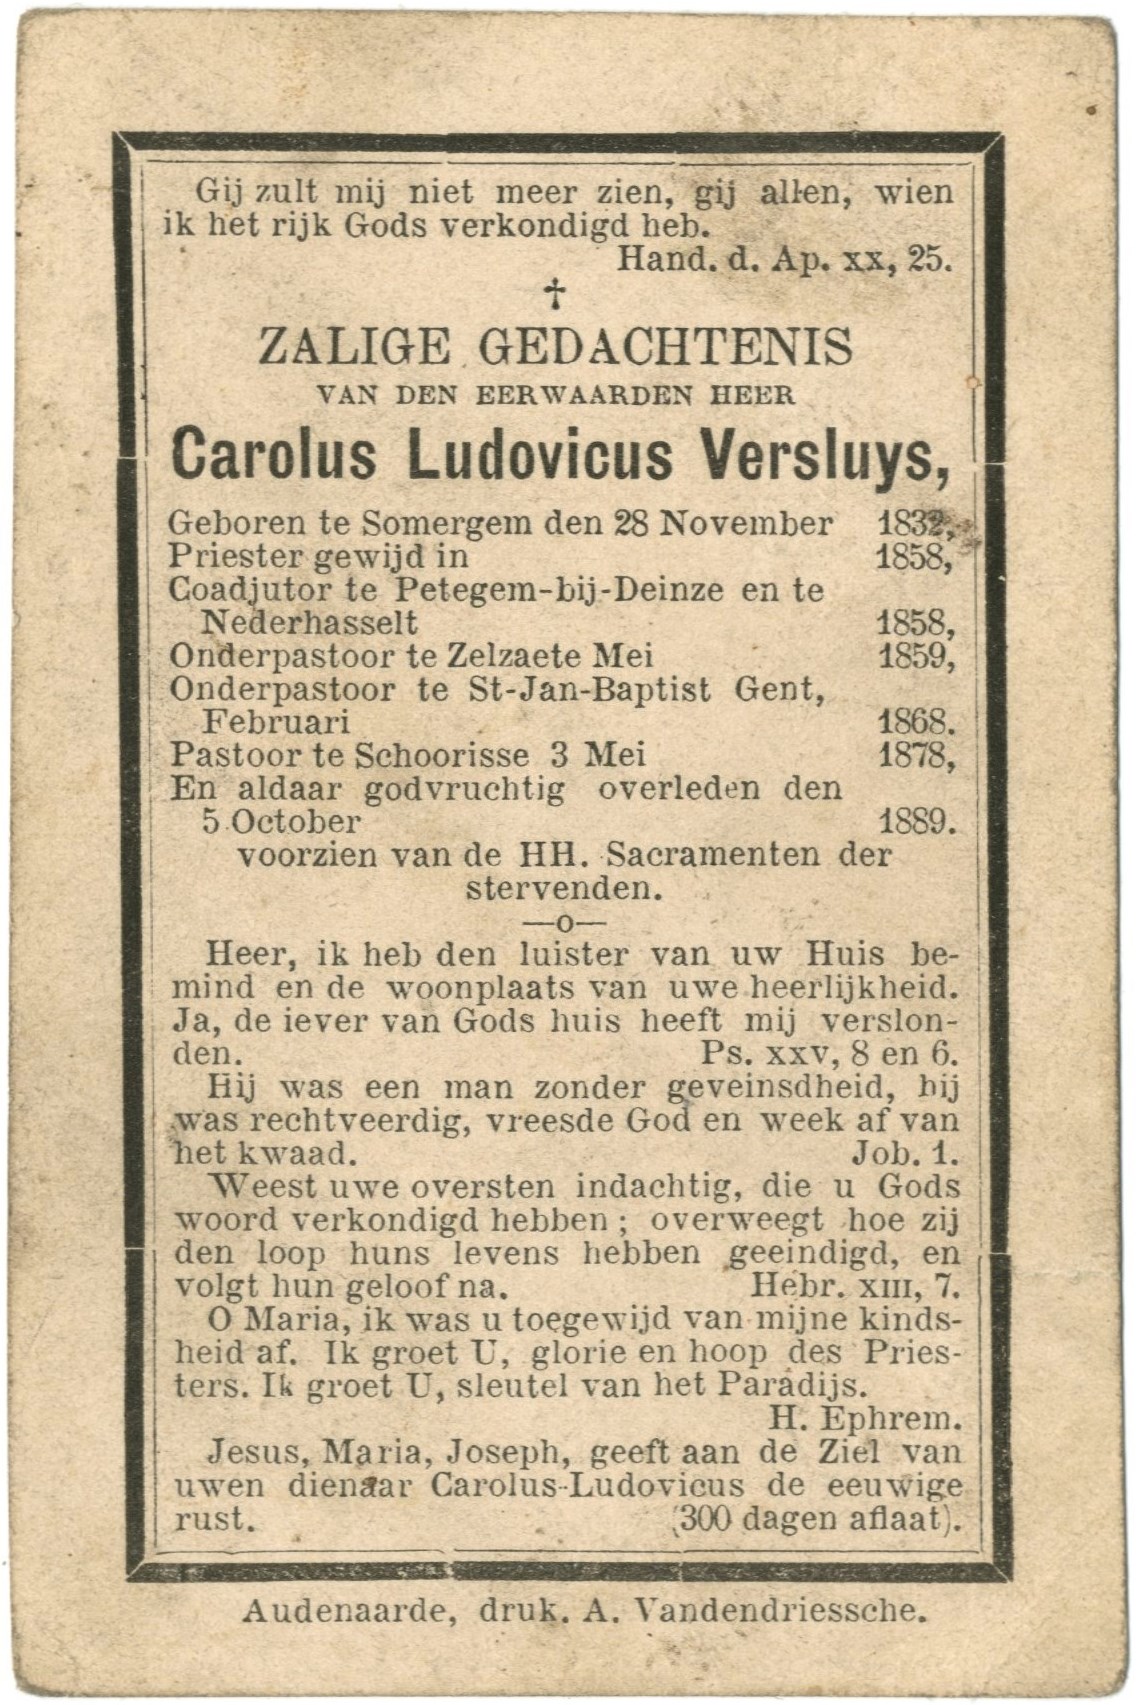 Gij zult mij niet meer zien, gij allen, wien
ik het rijk Gods verkondigd heb.
Hand. d. Ap. xx, 25.
†
ZALIGE GEDACHTENIS
VAN DEN EERWAARDEN HEER
Carolus Ludovicus Versluys,
Geboren te Somergem den 28 November 1832,
Priester gewijd in 1858,
Coadjutor te Petegem-bij-Deinze en te
Nederhasselt 1858,
Onderpastoor te Zelzaete Mei 1859,
Onderpastoor te St-Jan-Baptist Gent,
Februari 1868.
Pastoor te Schoorisse 3 Mei 1878,
En aldaar godvruchtig overleden den
5 October 1889.
voorzien van de HH. Sacramenten der
stervenden.
—o—
Heer, ik heb den luister van uw Huis be-
mind en de woonplaats van uwe heerlijkheid.
Ja, de iever van Gods huis heeft mij verslon-
den. Ps. xxv, 8 en 6.
Hij was een man zonder geveinsdheid, hij
was rechtveerdig, vreesde God en week af van
het kwaad. Job. 1.
Weest uwe oversten indachtig, die u Gods
woord verkondigd hebben ; overweegt hoe zij
den loop huns levens hebben geeindigd, en
volgt hun geloof na. Hebr. xiii, 7.
O Maria, ik was u toegewijd van mijne kinds-
heid af. Ik groet U, glorie en hoop des Pries-
ters. Ik groet U, sleutel van het Paradijs.
H. Ephrem.
Jesus, Maria, Joseph, geeft aan de Ziel van
uwen dienaar Carolus-Ludovicus de eeuwige
rust. (300 dagen aflaat).
Audenaarde, druk. A. Vandendriessche.